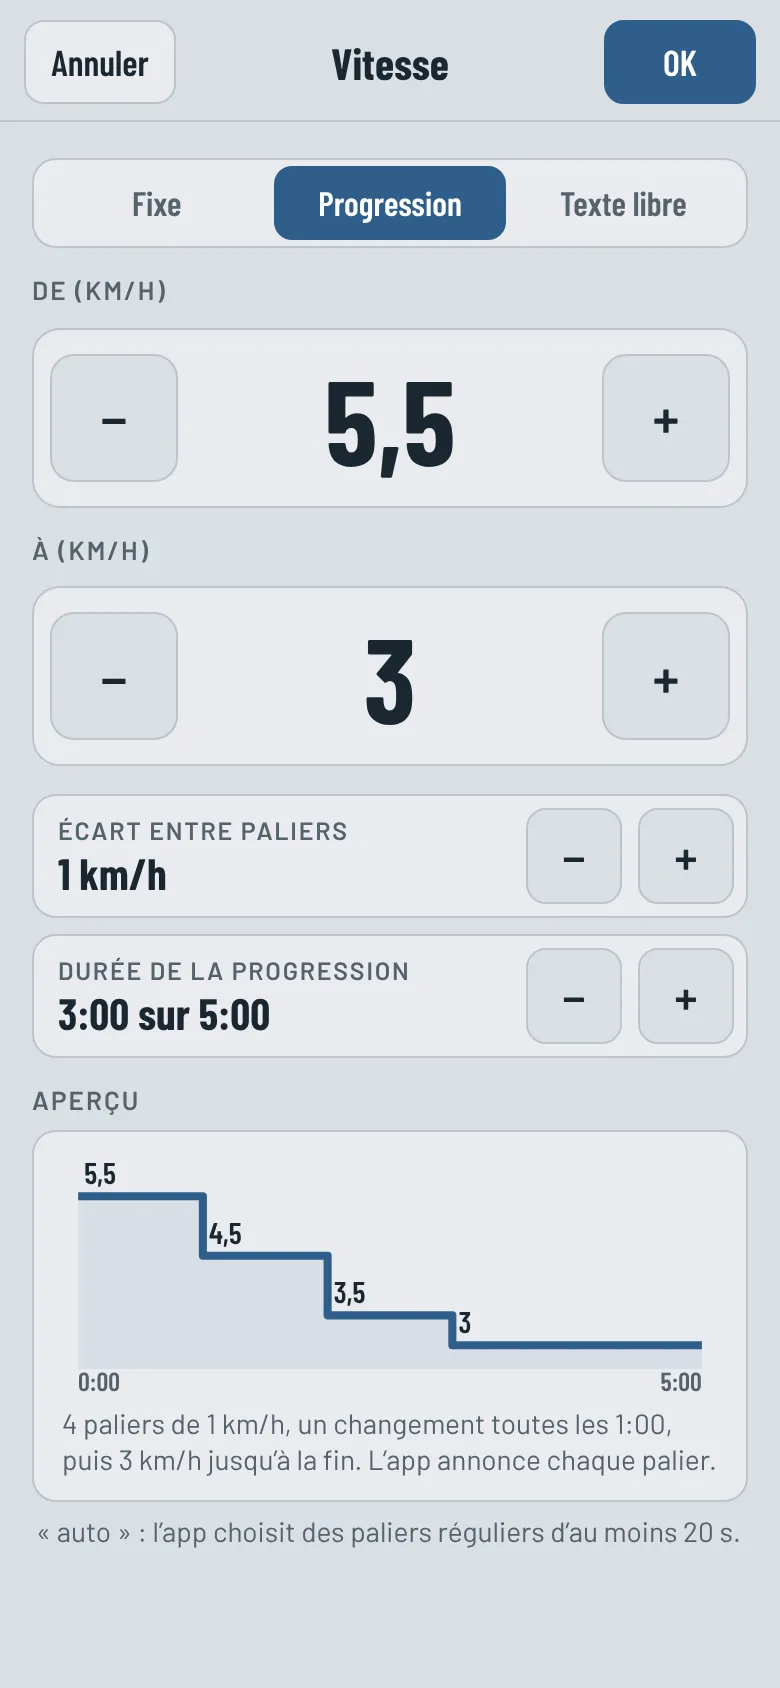 Annuler
Vitesse
OK
Fixe
Progression
Texte libre
DE (KM/H)
−
5,5
+
À (KM/H)
−
3
+
ÉCART ENTRE PALIERS
1 km/h
−
+
DURÉE DE LA PROGRESSION
3:00 sur 5:00
−
+
APERÇU
5,5
4,5
3,5
3
0:00
5:00
4 paliers de 1 km/h, un changement toutes les 1:00,
puis 3 km/h jusqu’à la fin. L’app annonce chaque palier.
« auto » : l’app choisit des paliers réguliers d’au moins 20 s.